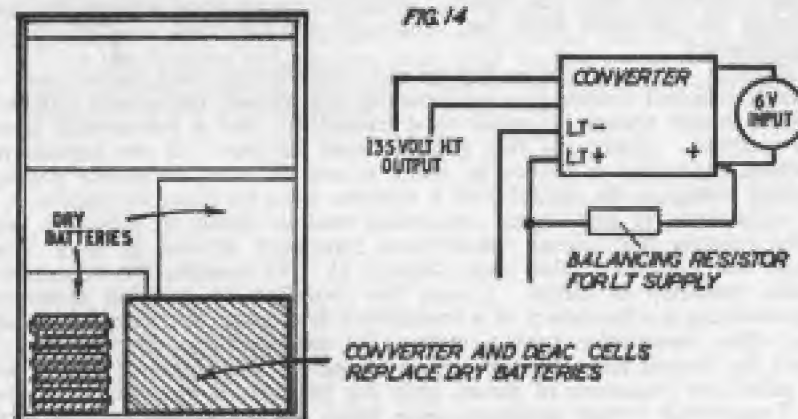 FIG. 14
CONVERTER
6V
INPUT
135 VOLT H.T
OUTPUT
LT -
LT +
+
DRY
BATTERIES
BALANCING RESISTOR
FOR LT SUPPLY
CONVERTER AND DEAC CELLS
REPLACE DRY BATTERIES